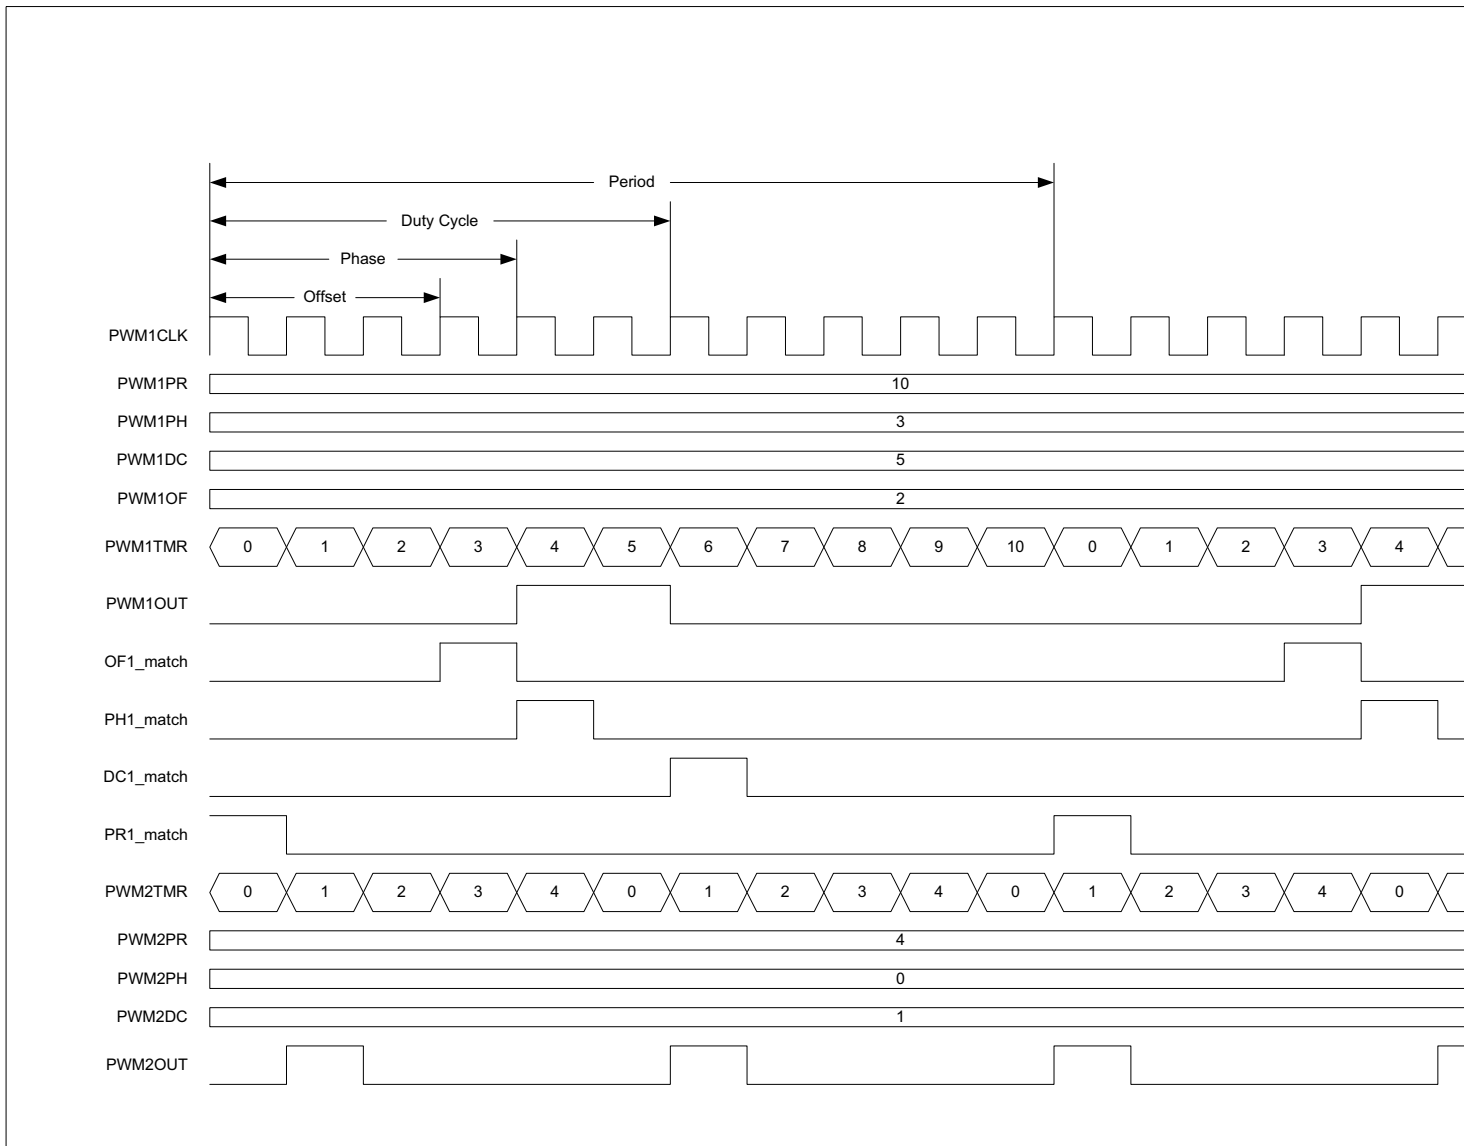 Period
Duty Cycle
Phase
Offset
PWM1CLK
PWM1PR 10
PWM1PH 3
PWM1DC 5
PWM1OF 2
PWM1TMR 0 1 2 3 4 5 6 7 8 9 10 0 1 2 3 4
PWM1OUT
OF1_match
PH1_match
DC1_match
PR1_match
PWM2TMR 0 1 2 3 4 0 1 2 3 4 0 1 2 3 4 0
PWM2PR 4
PWM2PH 0
PWM2DC 1
PWM2OUT